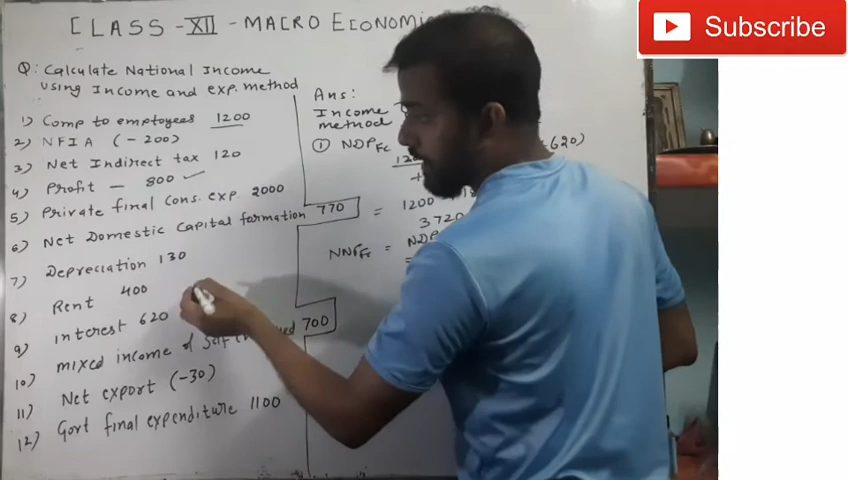 CLASS - XII - MACRO ECONOMIC
Subscribe
Q: Calculate National Income
using Income and exp. method
1) Comp to employees 1200
2) NFIA (-200)
3) Net Indirect tax 120
4) Profit - 800 ✓
5) Private final Cons. exp. 2000
6) Net Domestic Capital formation 770
7) Depreciation 130
8) Rent 400
9) interest 620
10) mixed income of Self 700
11) Net export (-30)
12) Govt final expenditure 1100
Ans:
Income
method
① NDPFC
+620)
= 1200 + 18
3720
NNPFC = NDP
=